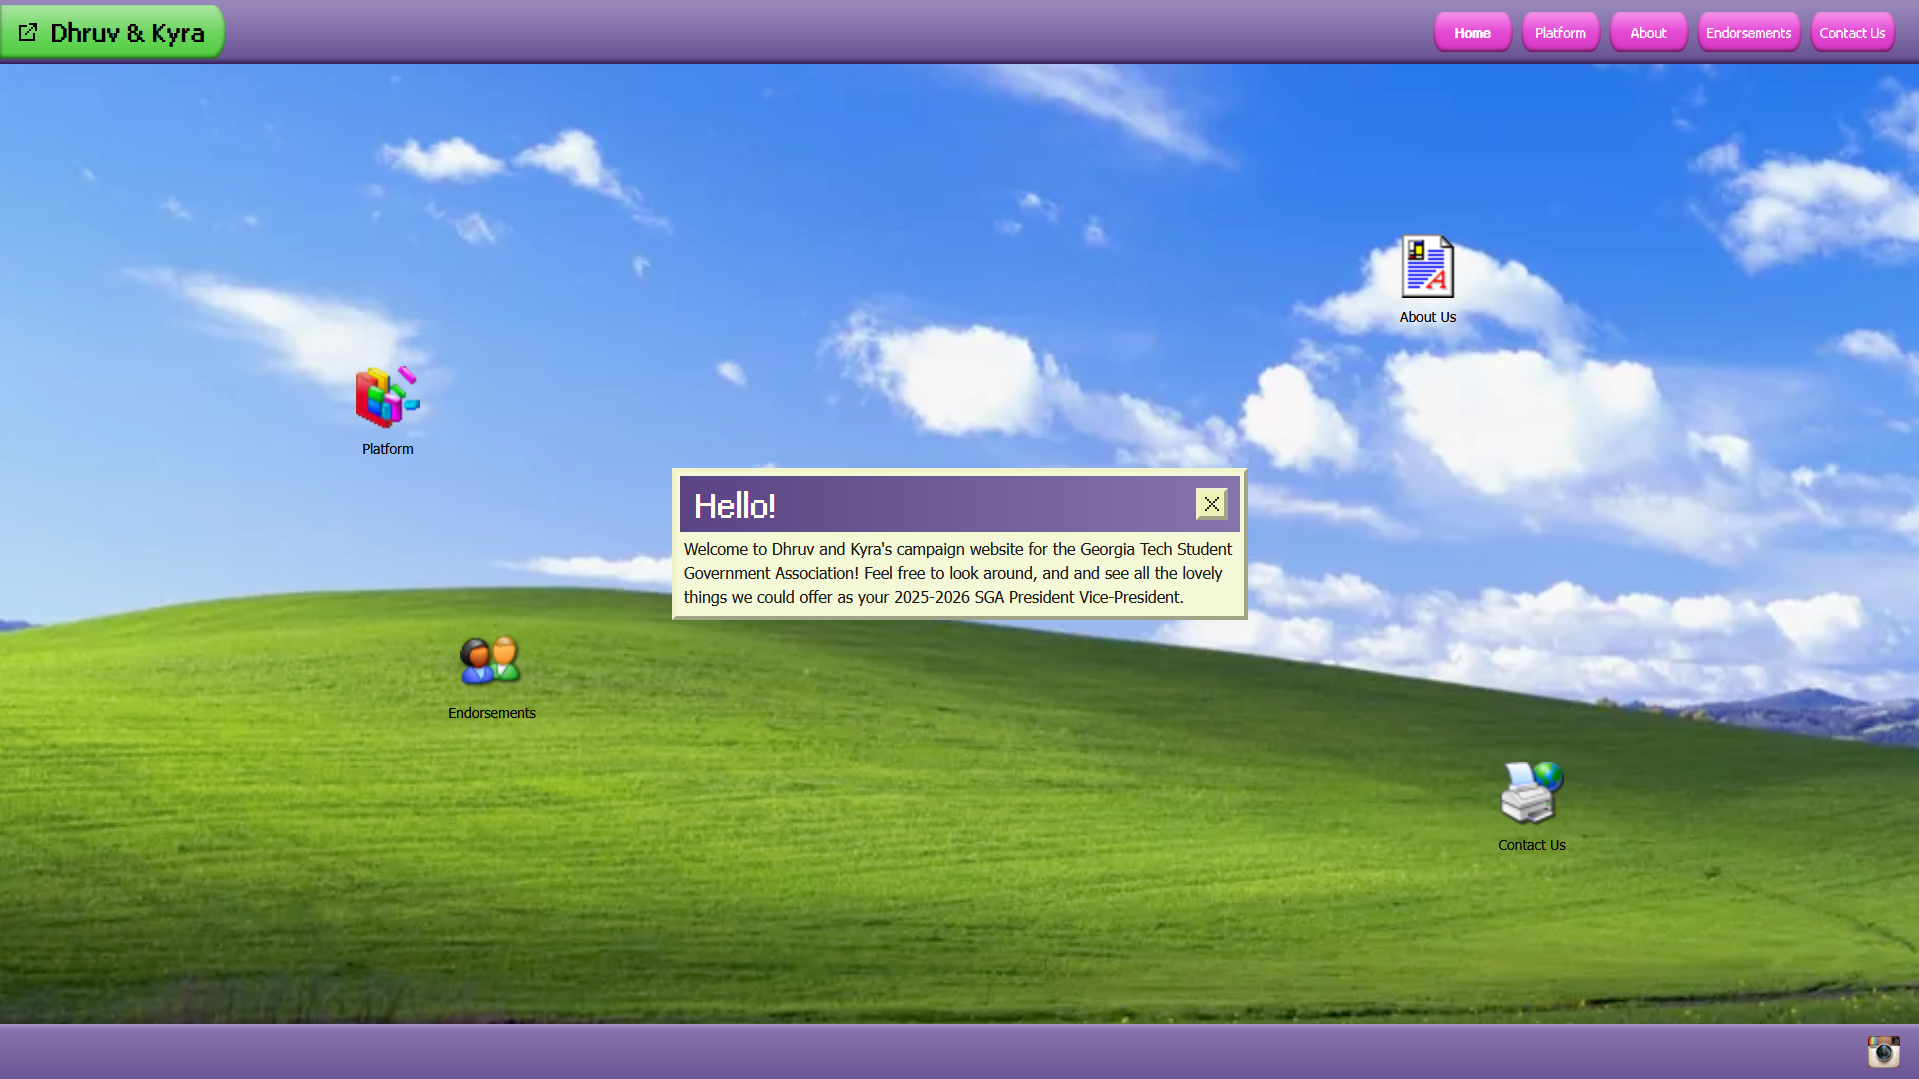 Dhruv & Kyra
Home
Platform
About
Endorsements
Contact Us
About Us
Platform
Hello!
Welcome to Dhruv and Kyra's campaign website for the Georgia Tech Student
Government Association! Feel free to look around, and and see all the lovely
things we could offer as your 2025-2026 SGA President Vice-President.
Endorsements
Contact Us